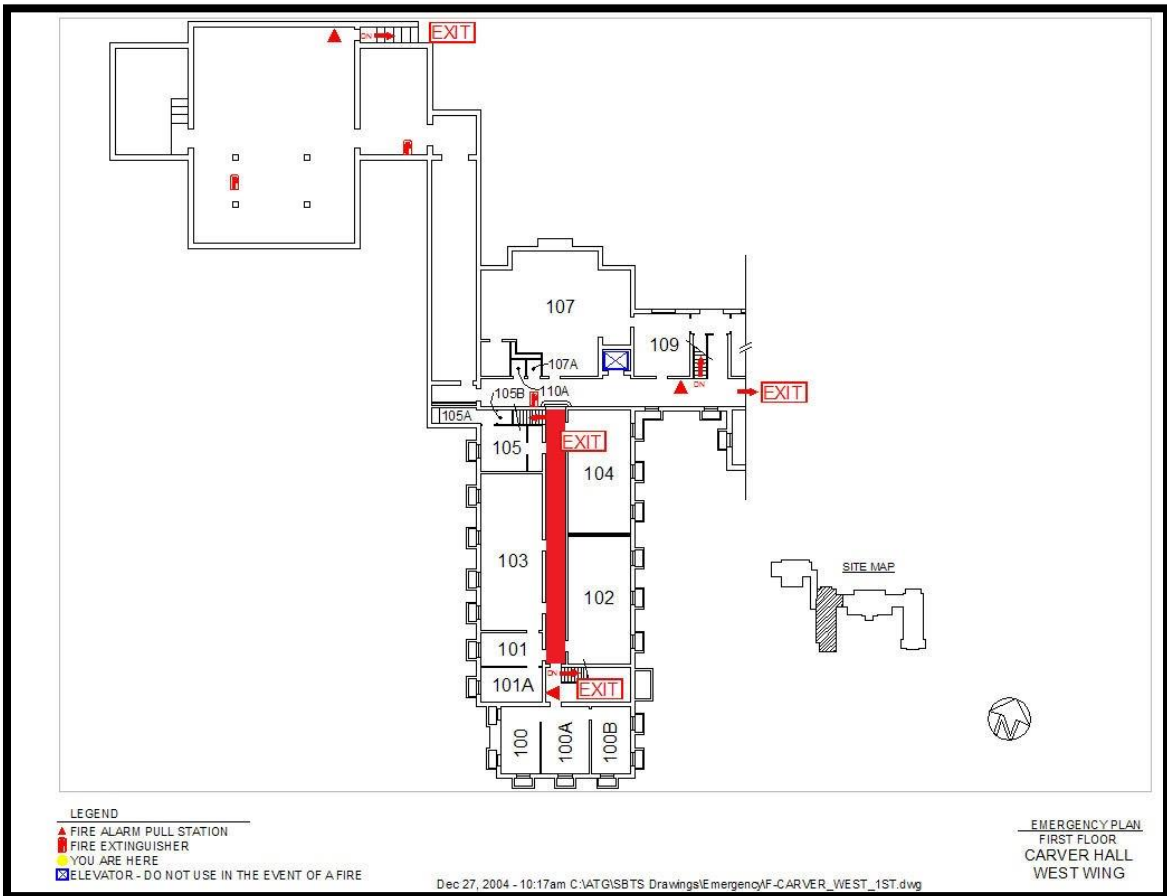 DN EXIT
107
109
107A
DN
EXIT
105B
110A
105A
105
EXIT
104
103
102
SITE MAP
101
DN
101A
EXIT
100
100A
100B
N
LEGEND
FIRE ALARM PULL STATION
FIRE EXTINGUISHER
YOU ARE HERE
ELEVATOR - DO NOT USE IN THE EVENT OF A FIRE
EMERGENCY PLAN
FIRST FLOOR
CARVER HALL
WEST WING
Dec 27, 2004 - 10:17am C:\ATG\SBTS Drawings\Emergency\F-CARVER_WEST_1ST.dwg